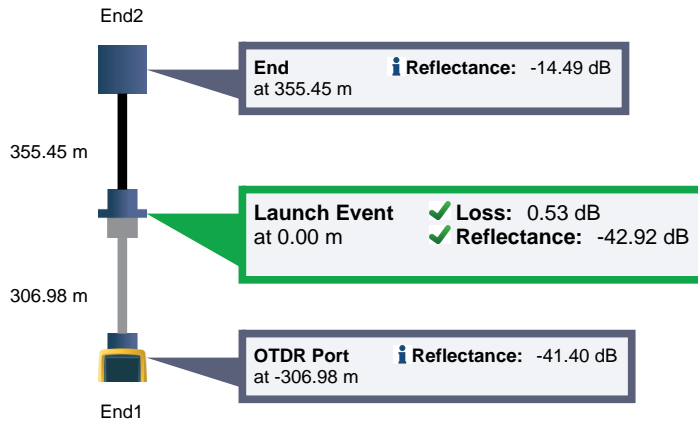 End2
End
Reflectance: -14.49 dB
at 355.45 m
355.45 m
Launch Event
Loss: 0.53 dB
at 0.00 m
Reflectance: -42.92 dB
306.98 m
OTDR Port
Reflectance: -41.40 dB
at -306.98 m
End1